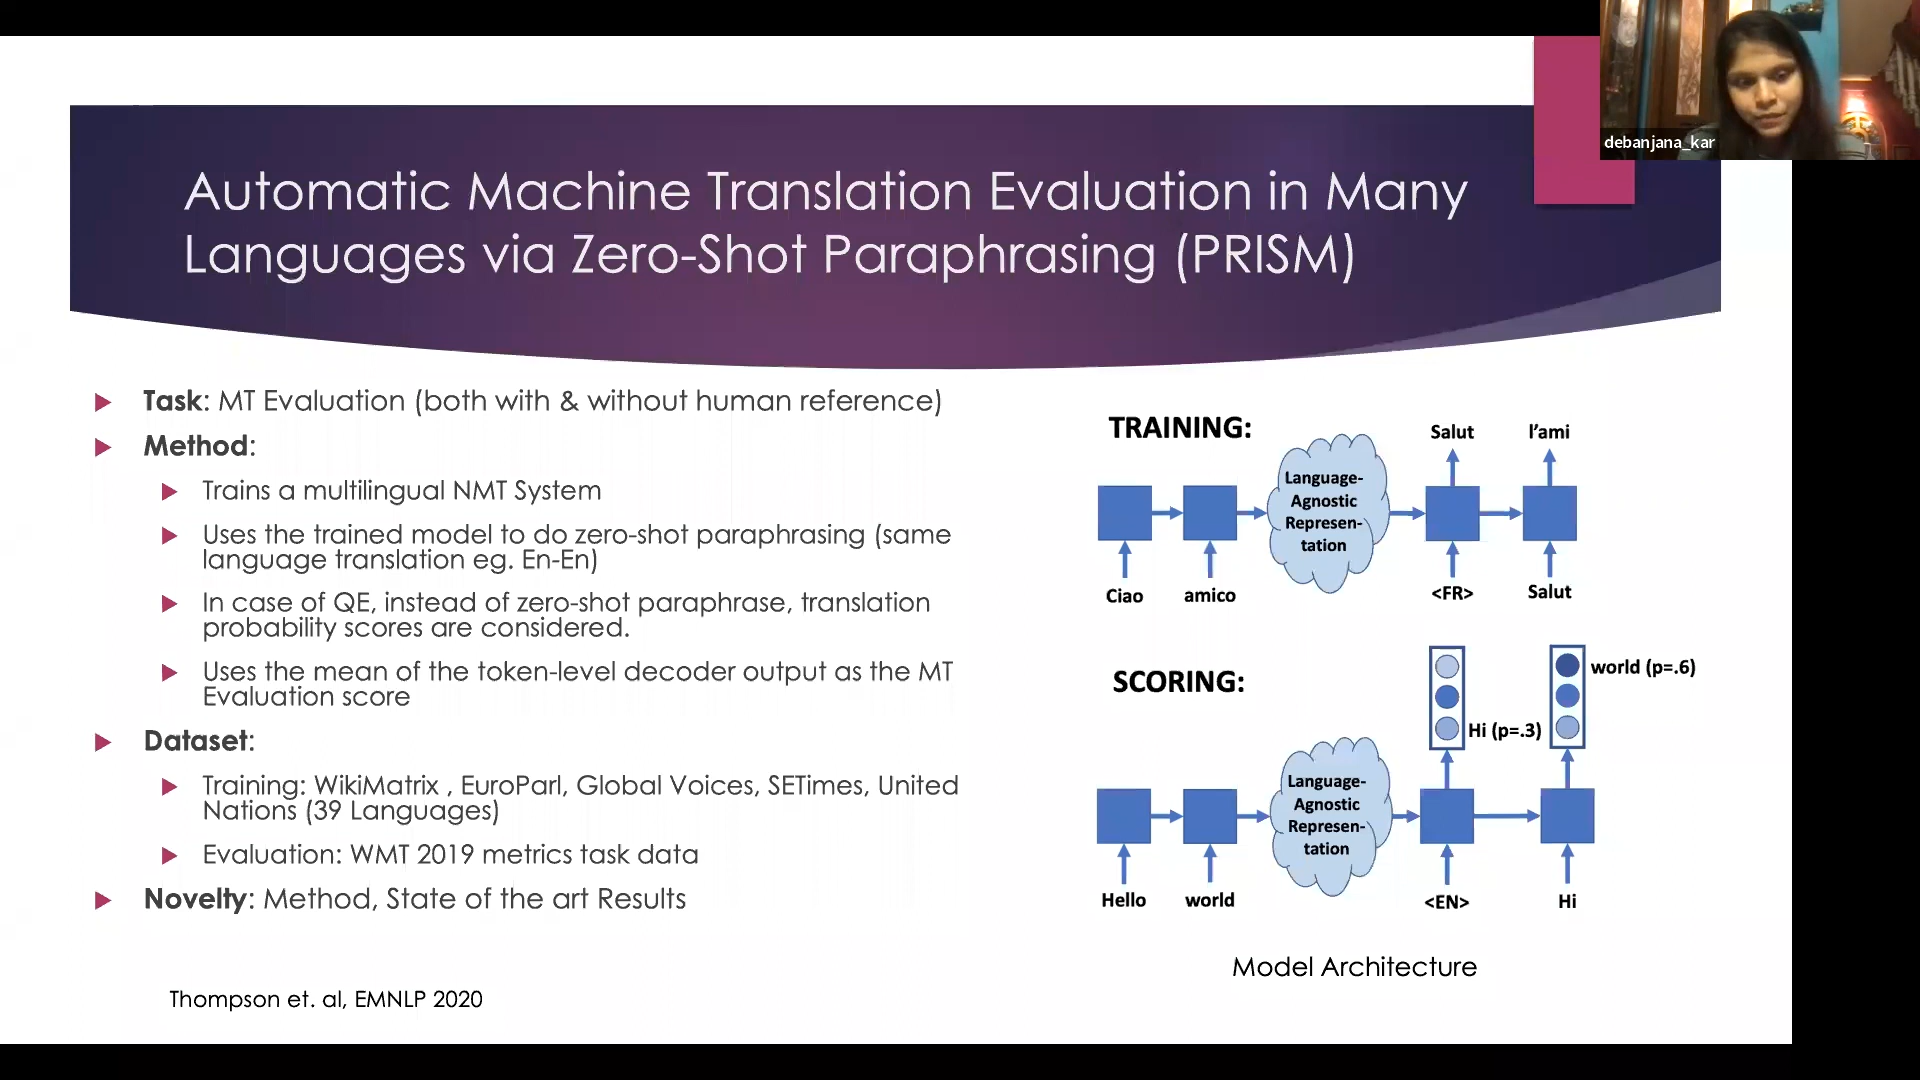 debanjana_kar
Automatic Machine Translation Evaluation in Many
Languages via Zero-Shot Paraphrasing (PRISM)
Task: MT Evaluation (both with & without human reference)
Method:
Trains a multilingual NMT System
Uses the trained model to do zero-shot paraphrasing (same
language translation eg. En-En)
In case of QE, instead of zero-shot paraphrase, translation
probability scores are considered.
Uses the mean of the token-level decoder output as the MT
Evaluation score
Dataset:
Training: WikiMatrix , EuroParl, Global Voices, SETimes, United
Nations (39 Languages)
Evaluation: WMT 2019 metrics task data
Novelty: Method, State of the art Results
Thompson et. al, EMNLP 2020
TRAINING:
Salut l'ami
Language-
Agnostic
Represen-
tation
Ciao amico <FR> Salut
SCORING:
world (p=.6)
Hi (p=.3)
Language-
Agnostic
Represen-
tation
Hello world <EN> Hi
Model Architecture